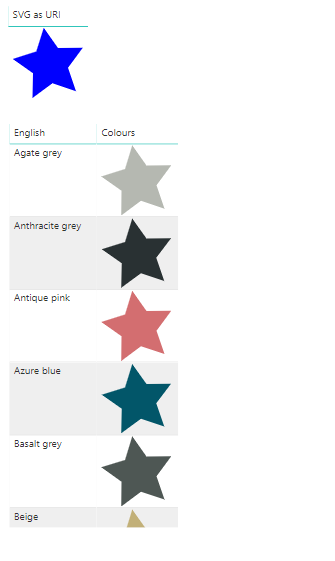 SVG as URI
English Colours
Agate grey
Anthracite grey
Antique pink
Azure blue
Basalt grey
Beige